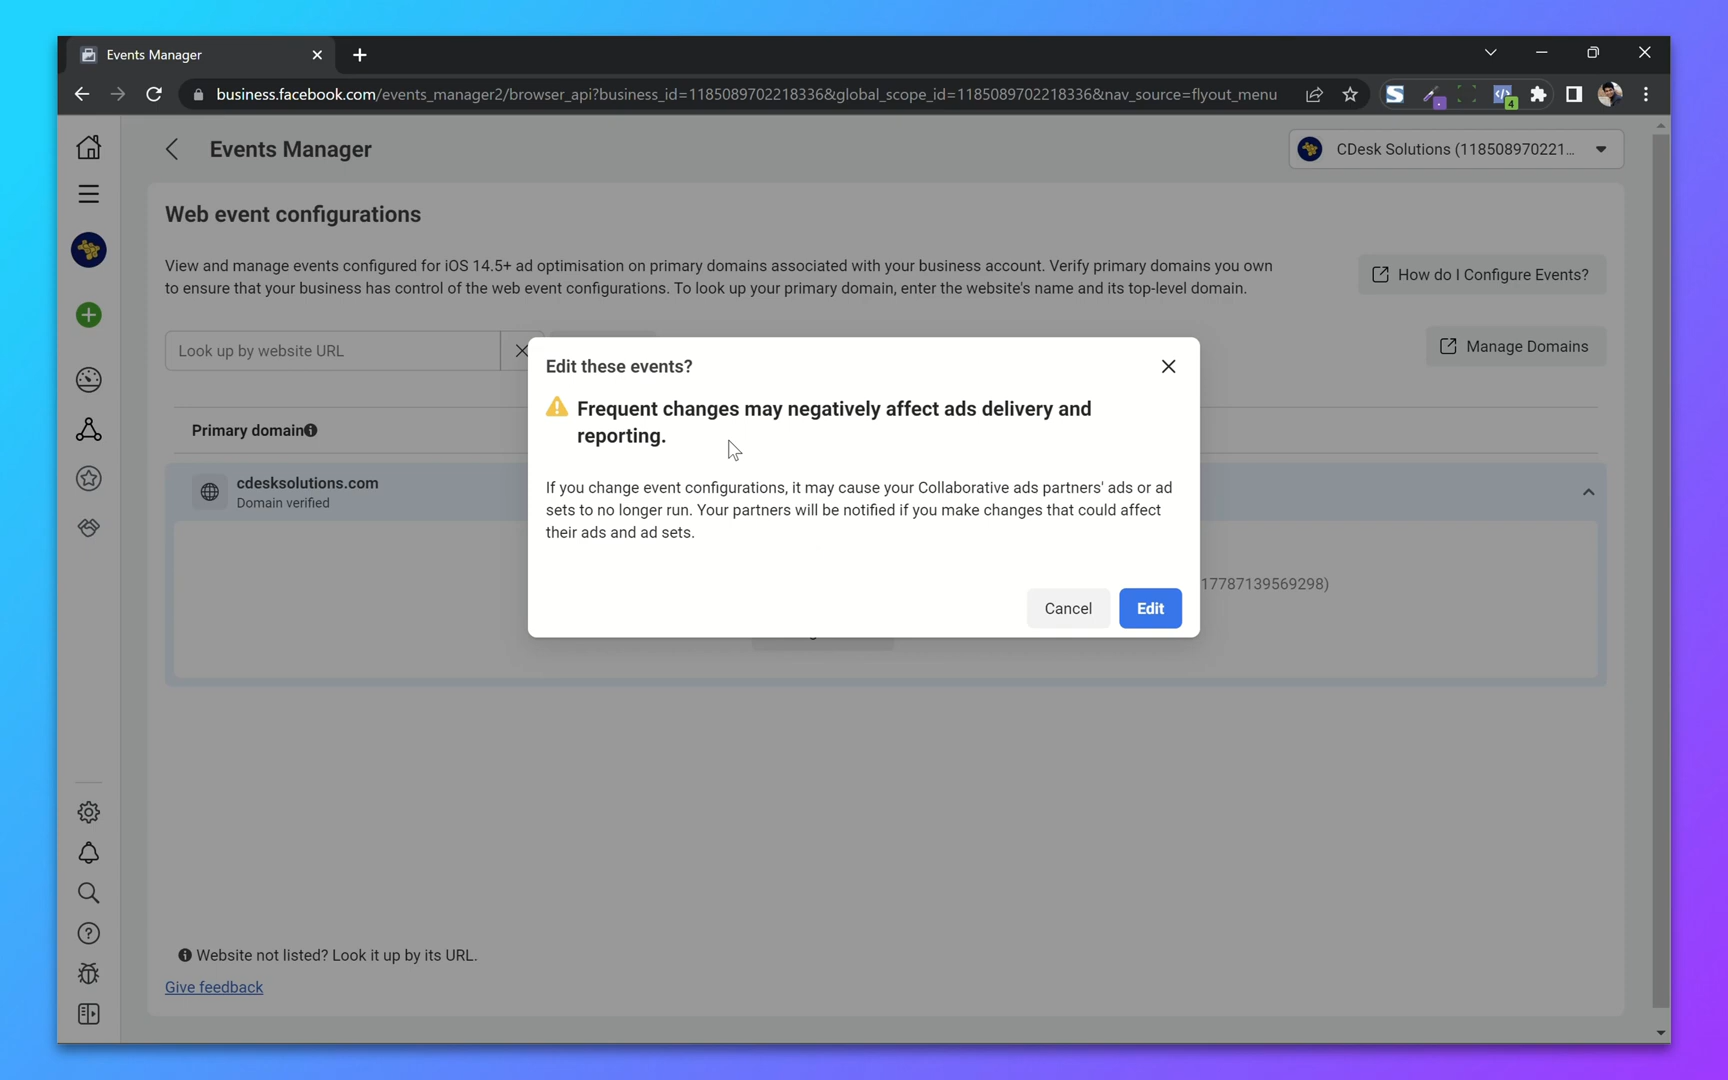 Events Manager
business.facebook.com/events_manager2/browser_api?business_id=1185089702218336&global_scope_id=1185089702218336&nav_source=flyout_menu
4
Events Manager
CDesk Solutions (118508970221...
Web event configurations
View and manage events configured for iOS 14.5+ ad optimisation on primary domains associated with your business account. Verify primary domains you own
to ensure that your business has control of the web event configurations. To look up your primary domain, enter the website's name and its top-level domain.
How do I Configure Events?
Look up by website URL
Manage Domains
Edit these events?
Frequent changes may negatively affect ads delivery and
reporting.
Primary domain
cdesksolutions.com
Domain verified
If you change event configurations, it may cause your Collaborative ads partners' ads or ad
sets to no longer run. Your partners will be notified if you make changes that could affect
their ads and ad sets.
17787139569298)
Cancel
Edit
Website not listed? Look it up by its URL.
Give feedback